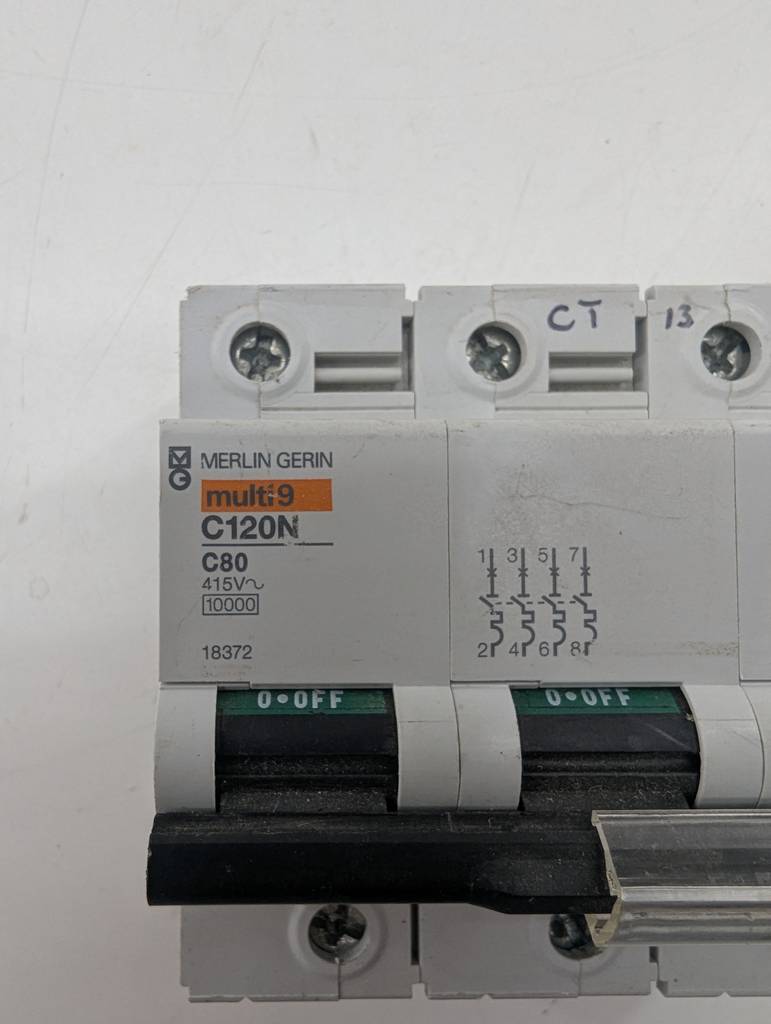 CT 13
MG MERLIN GERIN
multi9
C120N
C80
415V~
10000
18372
1 3 5 7
2 4 6 8
O•OFF O•OFF